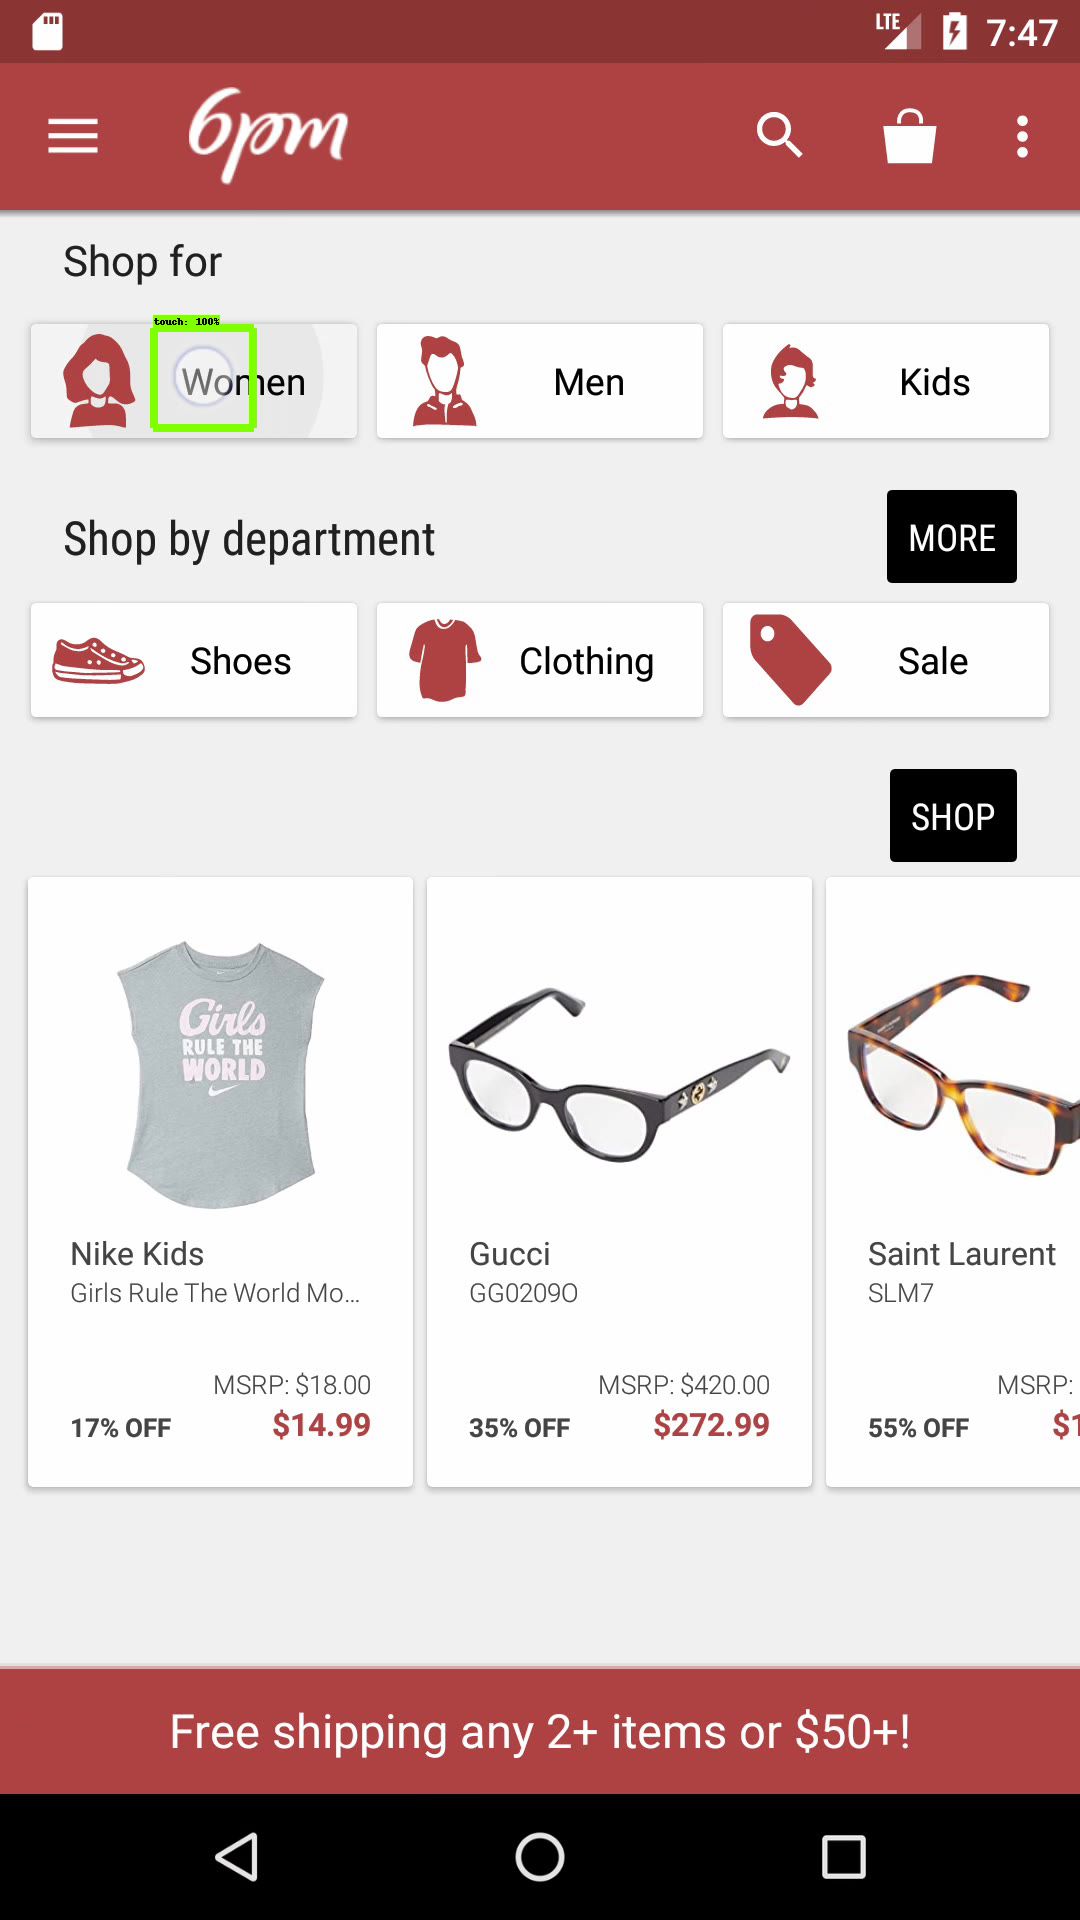 LTE 7:47
6pm
Shop for
touch: 100%
Women Men Kids
Shop by department MORE
Shoes Clothing Sale
SHOP
Girls
RULE THE
WORLD
Nike Kids
Girls Rule The World Mo...
MSRP: $18.00
17% OFF $14.99
Gucci
GG0209O
MSRP: $420.00
35% OFF $272.99
Saint Laurent
SLM7
MSRP:
55% OFF $1
Free shipping any 2+ items or $50+!